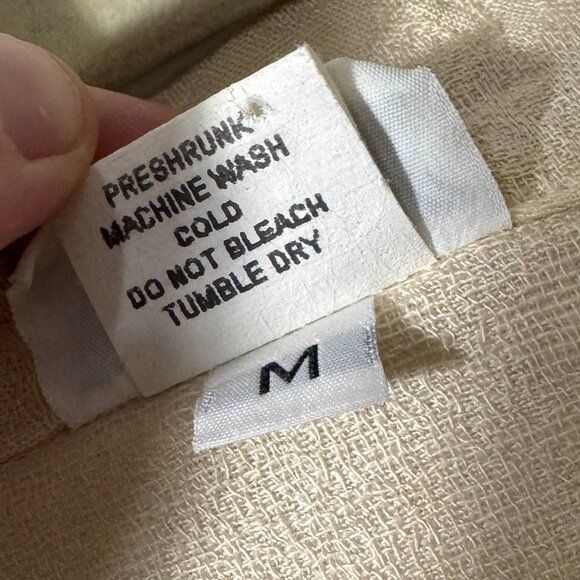 PRESHRUNK
MACHINE WASH
COLD
DO NOT BLEACH
TUMBLE DRY
M